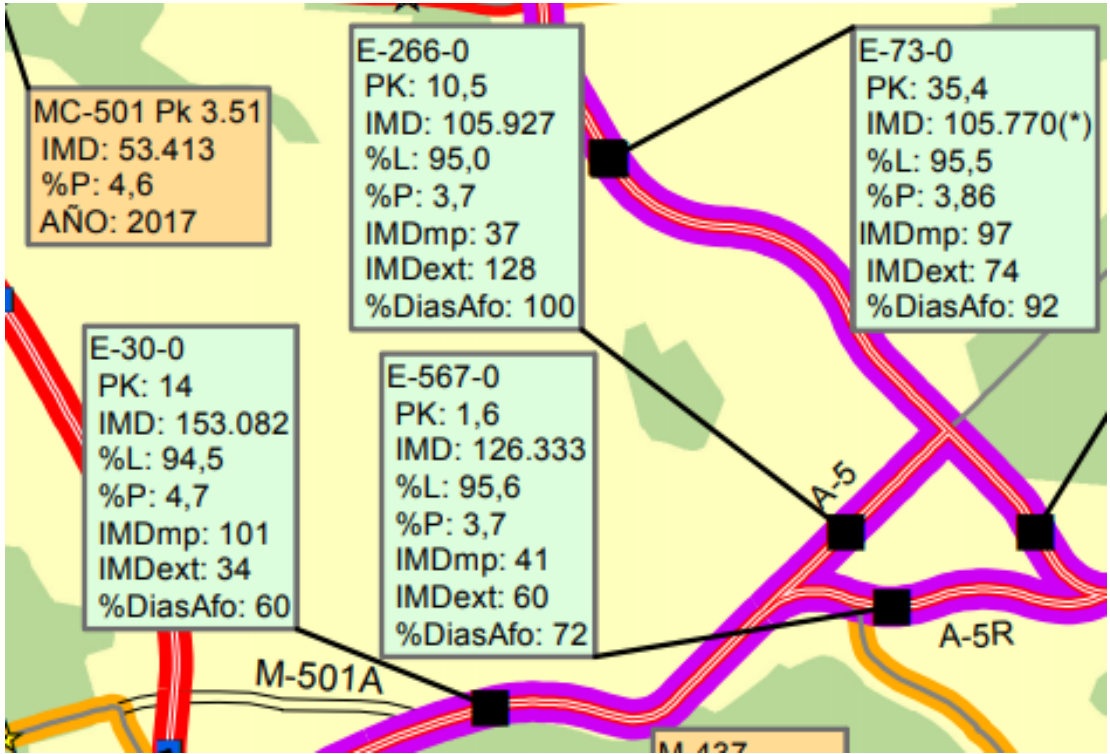 E-266-0
PK: 10,5
IMD: 105.927
%L: 95,0
%P: 3,7
IMDmp: 37
IMDext: 128
%DiasAfo: 100
E-73-0
PK: 35,4
IMD: 105.770(*)
%L: 95,5
%P: 3,86
IMDmp: 97
IMDext: 74
%DiasAfo: 92
MC-501 Pk 3.51
IMD: 53.413
%P: 4,6
AÑO: 2017
E-30-0
PK: 14
IMD: 153.082
%L: 94,5
%P: 4,7
IMDmp: 101
IMDext: 34
%DiasAfo: 60
E-567-0
PK: 1,6
IMD: 126.333
%L: 95,6
%P: 3,7
IMDmp: 41
IMDext: 60
%DiasAfo: 72
A-5
A-5R
M-501A
M-437